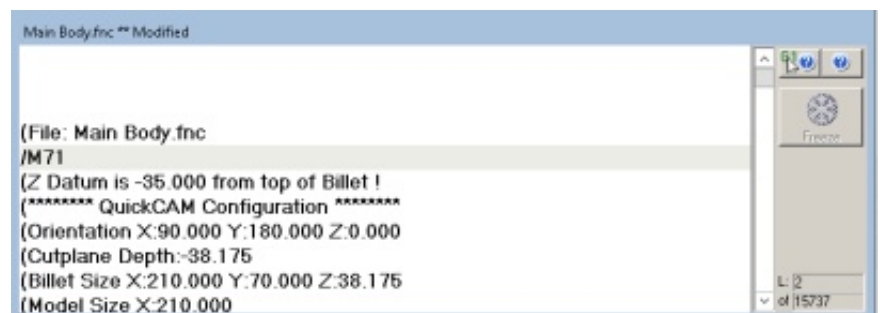 Main Body.fnc ** Modified
(File: Main Body.fnc
/M71
(Z Datum is -35.000 from top of Billet !
(******** QuickCAM Configuration ********
(Orientation X:90.000 Y:180.000 Z:0.000
(Cutplane Depth:-38.175
(Billet Size X:210.000 Y:70.000 Z:38.175
(Model Size X:210.000
Freeze
L: 2
of 15737